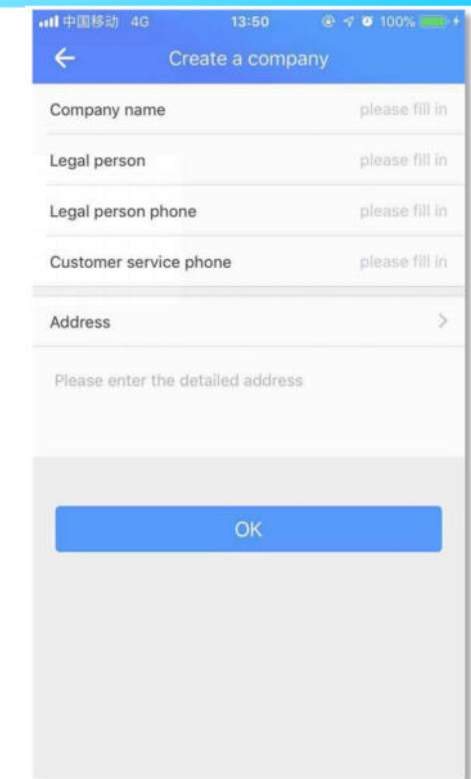 中国移动 4G 13:50 100%
Create a company
Company name please fill in
Legal person please fill in
Legal person phone please fill in
Customer service phone please fill in
Address
Please enter the detailed address
OK